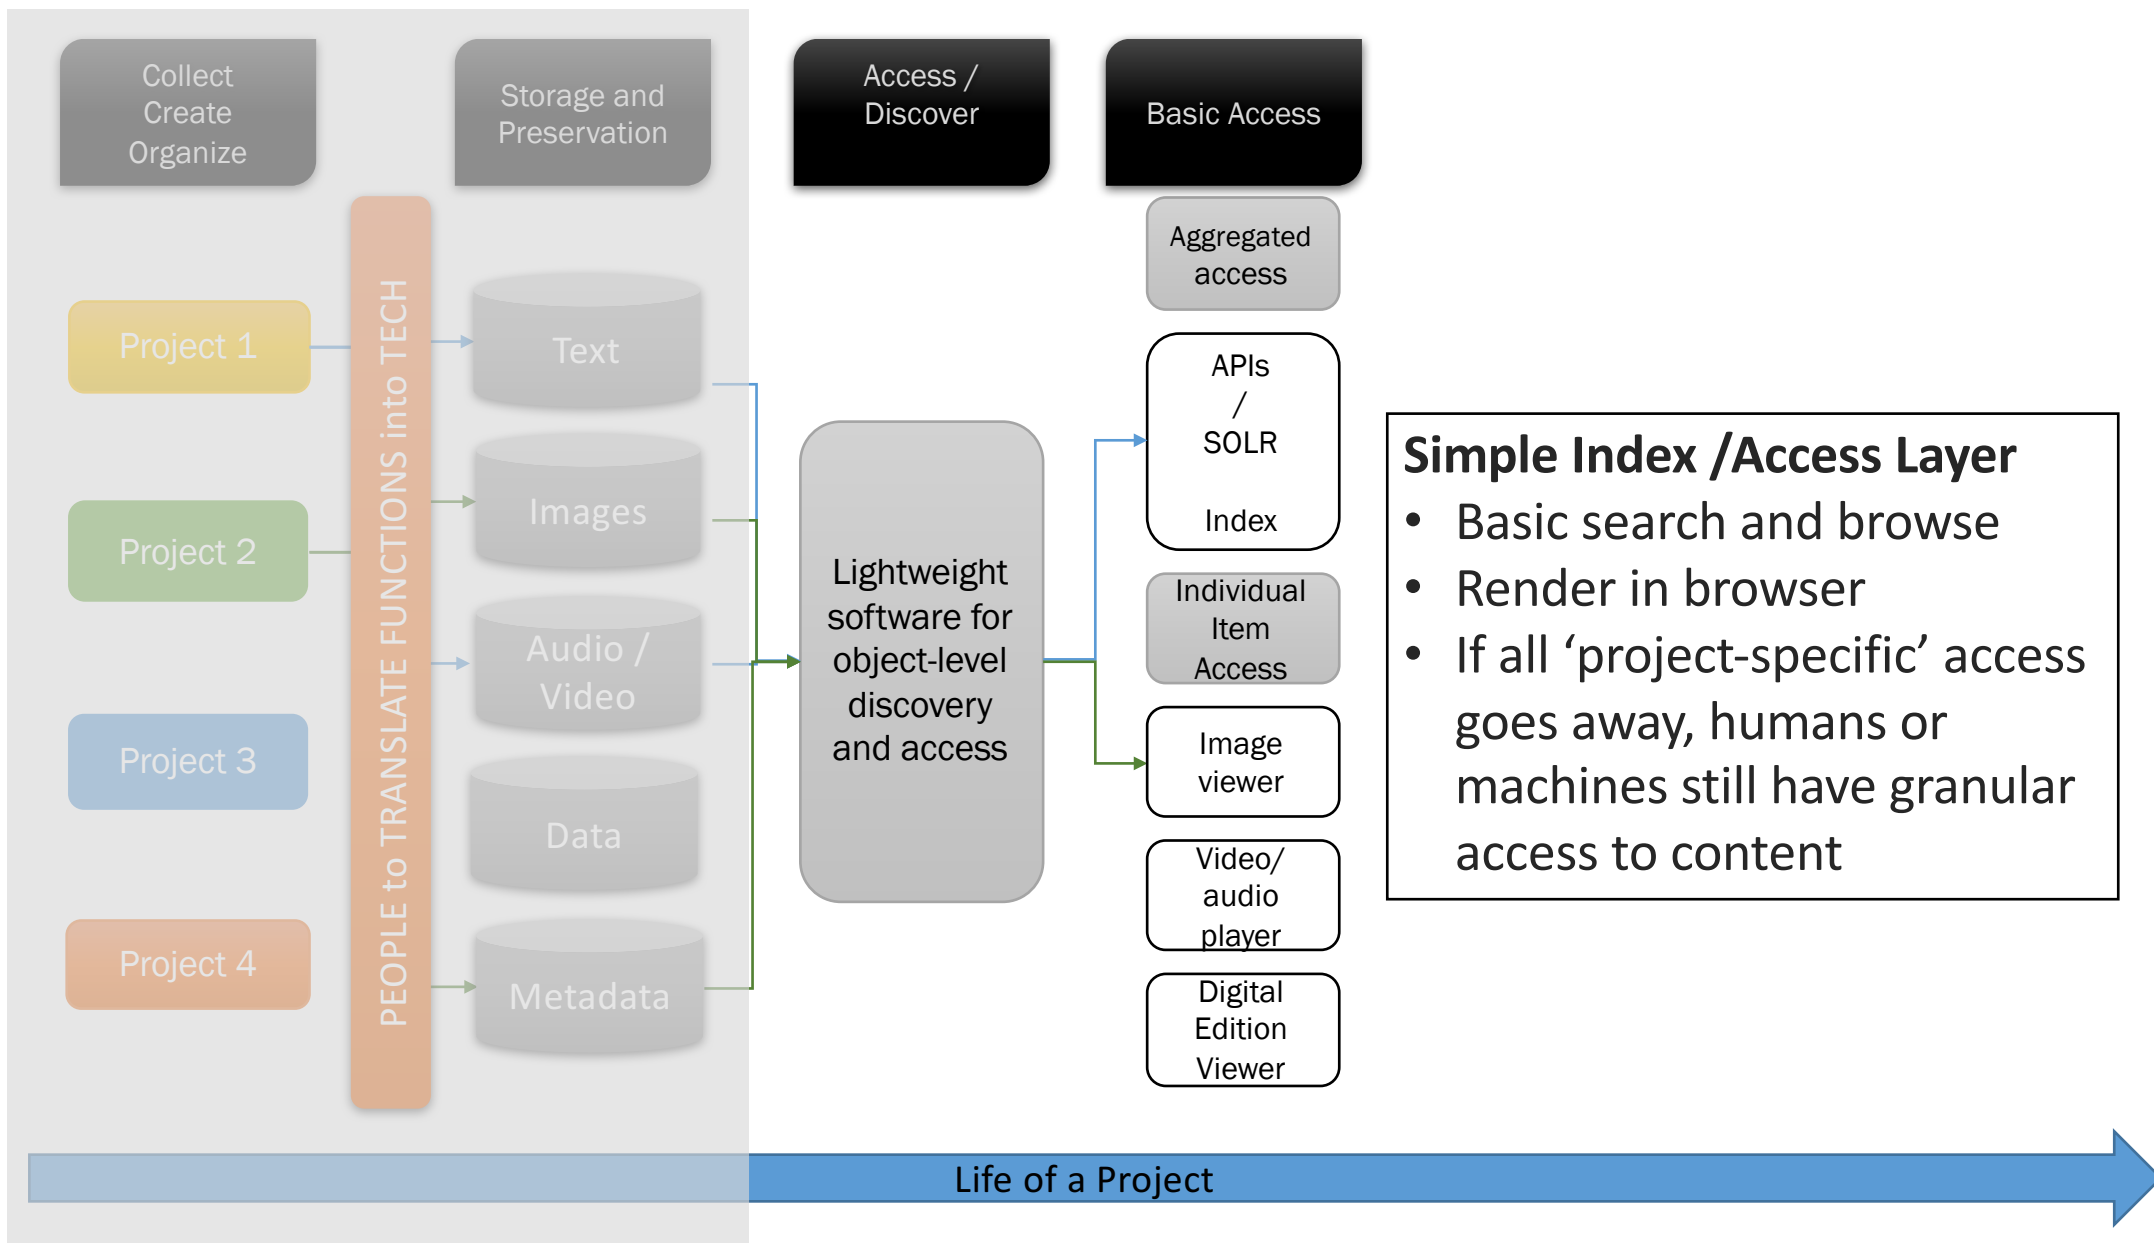 Collect
Create
Organize
Storage and
Preservation
Access /
Discover
Basic Access
Project 1
Project 2
Project 3
Project 4
PEOPLE to TRANSLATE FUNCTIONS into TECH
Text
Images
Audio /
Video
Data
Metadata
Lightweight
software for
object-level
discovery
and access
Aggregated
access
APIs
/
SOLR
Index
Individual
Item
Access
Image
viewer
Video/
audio
player
Digital
Edition
Viewer
Simple Index /Access Layer
• Basic search and browse
• Render in browser
• If all ‘project-specific’ access
goes away, humans or
machines still have granular
access to content
Life of a Project